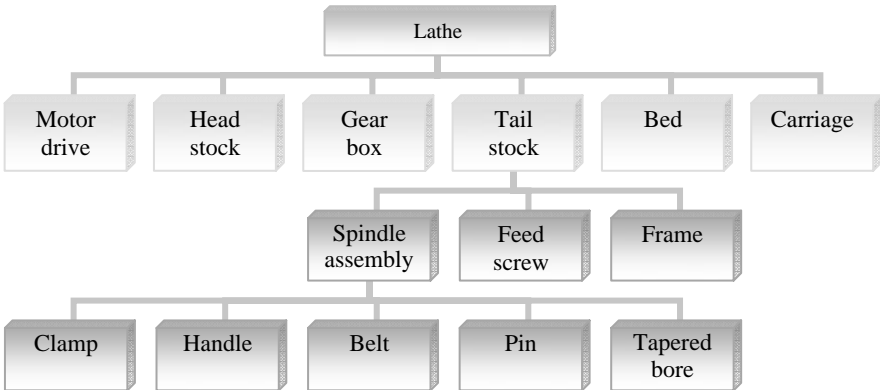 Lathe
Motor
drive
Head
stock
Gear
box
Tail
stock
Bed
Carriage
Spindle
assembly
Feed
screw
Frame
Clamp
Handle
Belt
Pin
Tapered
bore